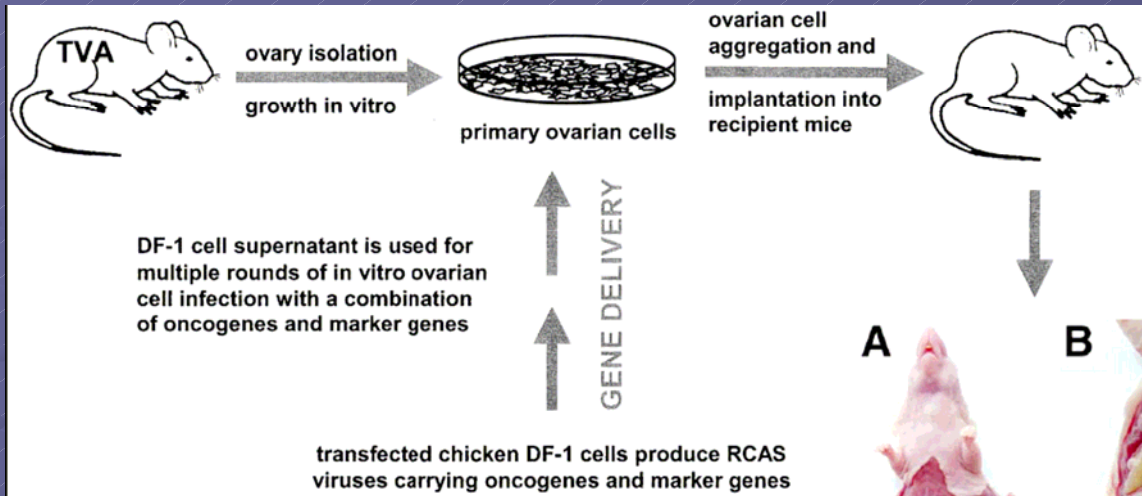 TVA
ovary isolation
growth in vitro
primary ovarian cells
ovarian cell
aggregation and
implantation into
recipient mice
DF-1 cell supernatant is used for
multiple rounds of in vitro ovarian
cell infection with a combination
of oncogenes and marker genes
GENE DELIVERY
transfected chicken DF-1 cells produce RCAS
viruses carrying oncogenes and marker genes
A
B